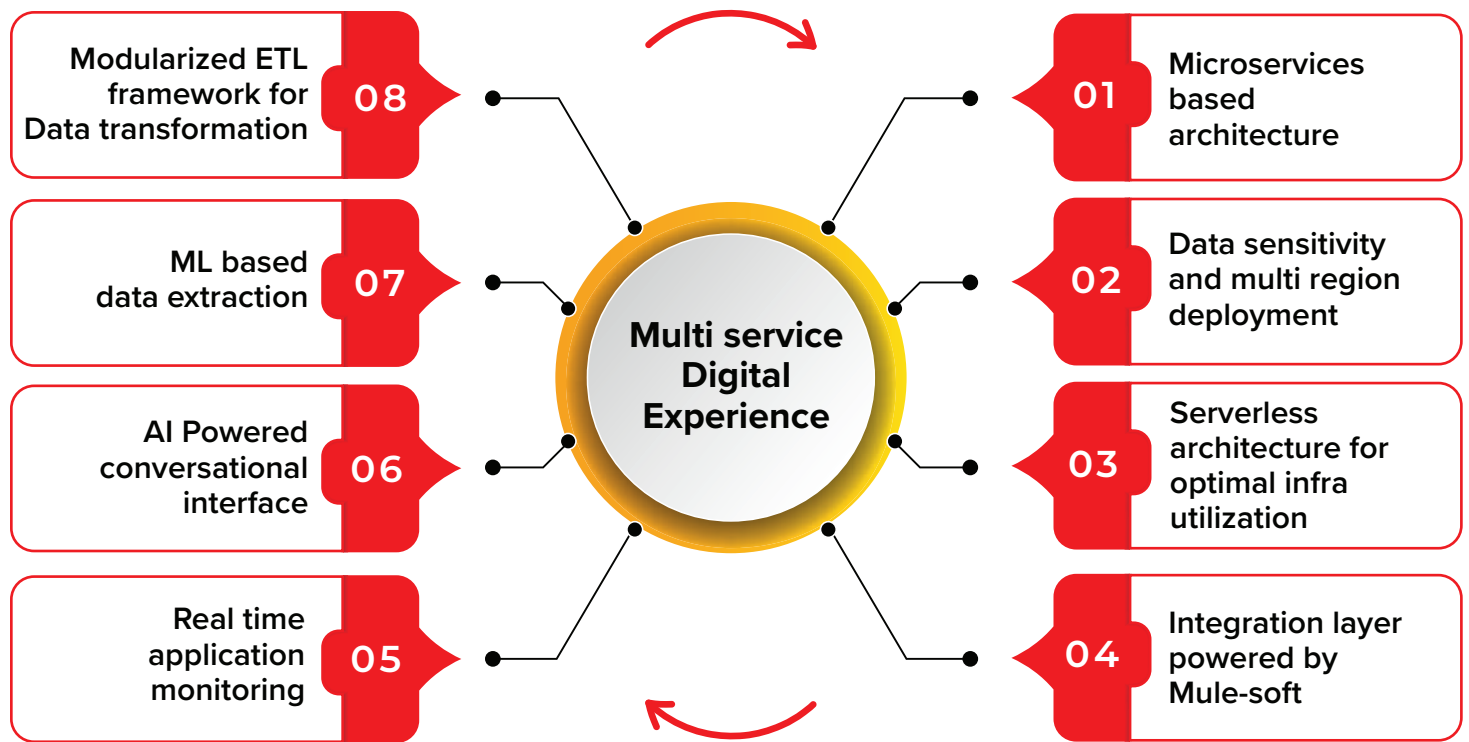 Multi service
Digital
Experience
01
Microservices
based
architecture
02
Data sensitivity
and multi region
deployment
03
Serverless
architecture for
optimal infra
utilization
04
Integration layer
powered by
Mule-soft
05
Real time
application
monitoring
06
AI Powered
conversational
interface
07
ML based
data extraction
08
Modularized ETL
framework for
Data transformation